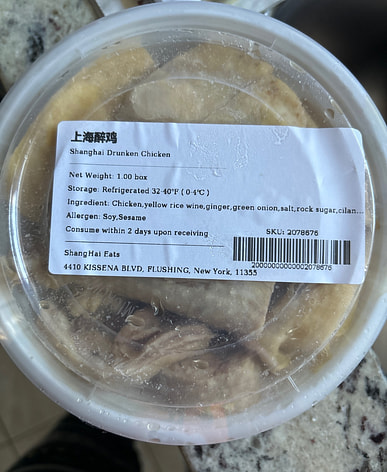 上海醉鸡
Shanghai Drunken Chicken
Net Weight: 1.00 box
Storage: Refrigerated 32-40°F ( 0-4°C )
Ingredient: Chicken,yellow rice wine,ginger,green onion,salt,rock sugar,cilan...
Allergen: Soy,Sesame
Consume within 2 days upon receiving
SKU: 2078676
ShangHai Eats
4410 KISSENA BLVD, FLUSHING, New York, 11355
20000000000002078676